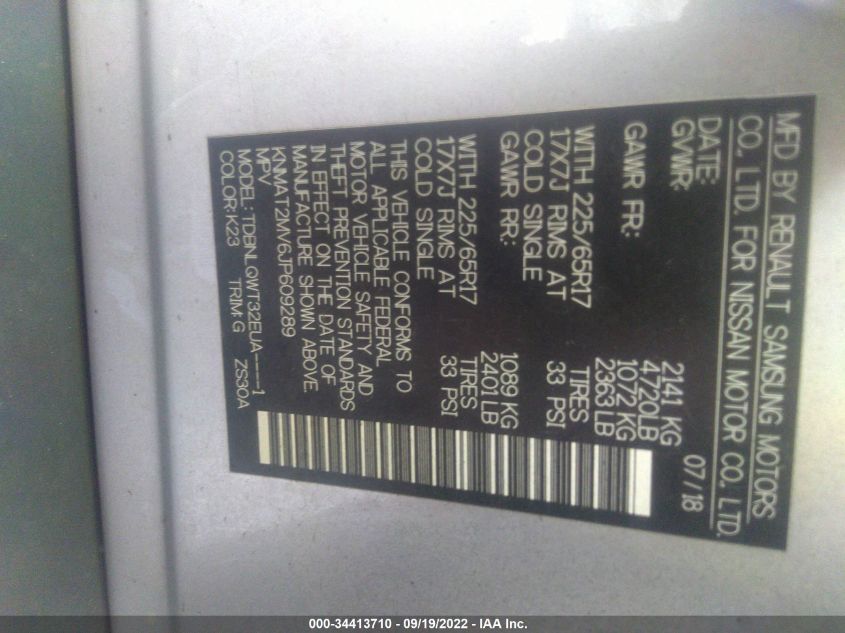 MFD BY RENAULT SAMSUNG MOTORS
CO. LTD. FOR NISSAN MOTOR CO., LTD.
DATE: 07/18
GVWR: 2141 KG
4720LB
GAWR FR: 1072 KG
2363 LB
WITH 225/65R17 TIRES
17X7J RIMS AT 33 PSI
COLD SINGLE
GAWR RR: 1089 KG
2401 LB
WITH 225/65R17 TIRES
17X7J RIMS AT 33 PSI
COLD SINGLE
THIS VEHICLE CONFORMS TO
ALL APPLICABLE FEDERAL
MOTOR VEHICLE SAFETY AND
THEFT PREVENTION STANDARDS
IN EFFECT ON THE DATE OF
MANUFACTURE SHOWN ABOVE.
KNMAT2MV6JP609289
MPV
MODEL: TDBNLQWT32EUA----1
COLOR: K23 TRIM: G ZS30A
000-34413710 - 09/19/2022 - IAA Inc.